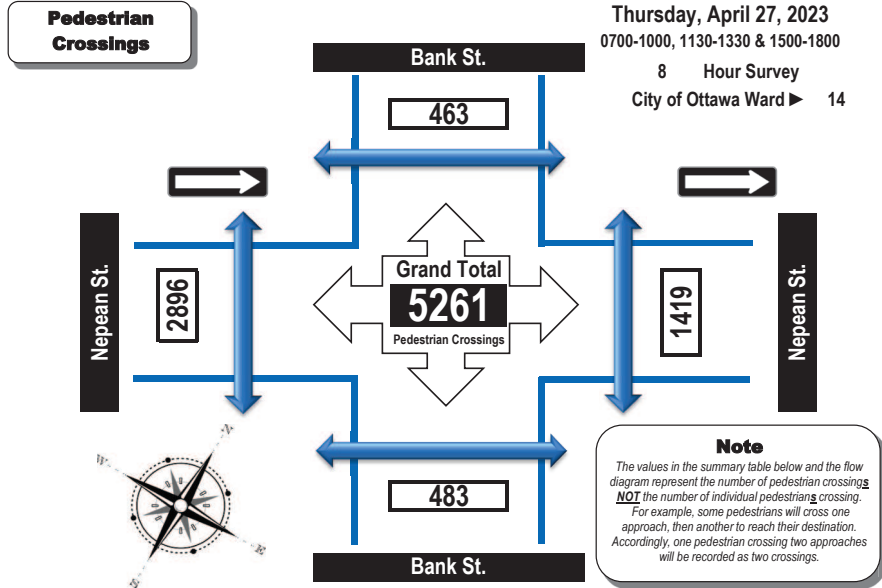 Pedestrian
Crossings
Thursday, April 27, 2023
0700-1000, 1130-1330 & 1500-1800
8 Hour Survey
City of Ottawa Ward ► 14
Bank St.
463
Nepean St.
2896
Grand Total
5261
Pedestrian Crossings
1419
Nepean St.
483
Bank St.
N
W
E
S
Note
The values in the summary table below and the flow
diagram represent the number of pedestrian crossings
NOT the number of individual pedestrians crossing.
For example, some pedestrians will cross one
approach, then another to reach their destination.
Accordingly, one pedestrian crossing two approaches
will be recorded as two crossings.